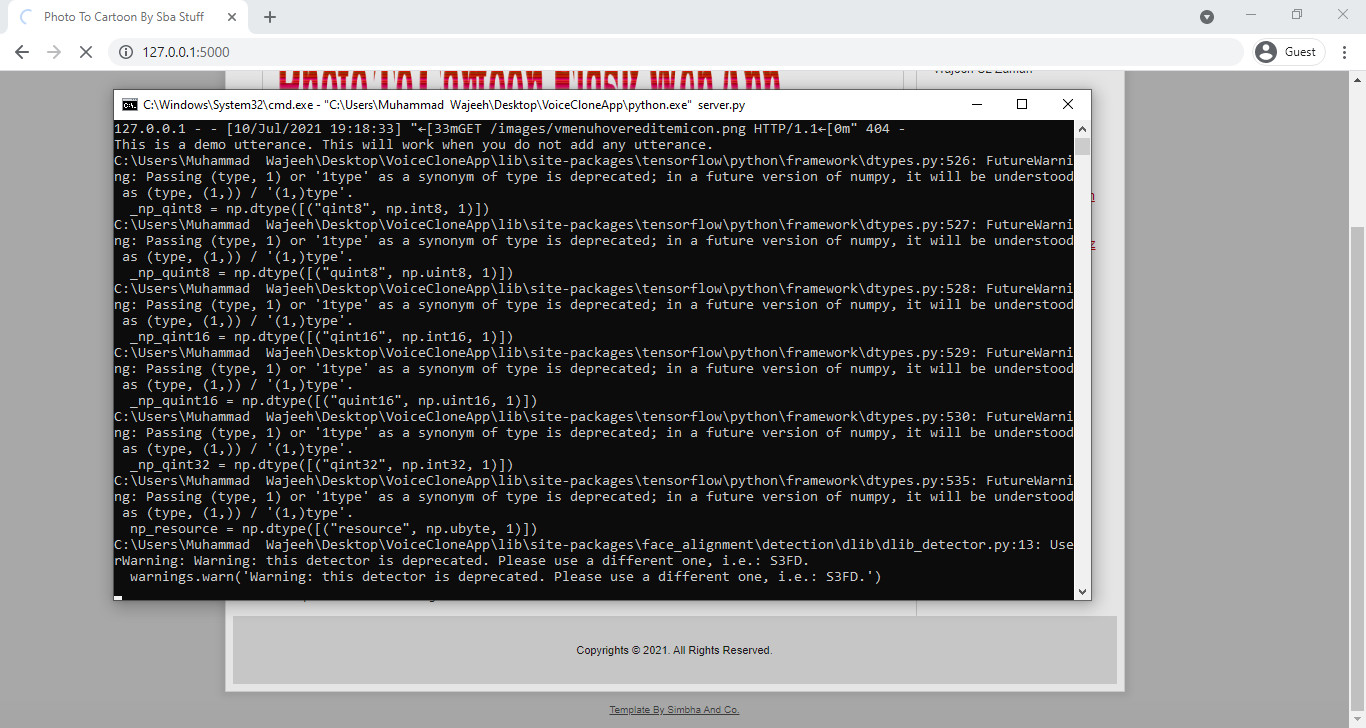 Photo To Cartoon By Sba Stuff
127.0.0.1:5000
Guest
Photo To Cartoon Flask Web App
Wajeeh UL Zaman
C:\Windows\System32\cmd.exe - "C:\Users\Muhammad  Wajeeh\Desktop\VoiceCloneApp\python.exe"  server.py
127.0.0.1 - - [10/Jul/2021 19:18:33] "←[33mGET /images/vmenuhovereditemicon.png HTTP/1.1←[0m" 404 -
This is a demo utterance. This will work when you do not add any utterance.
C:\Users\Muhammad  Wajeeh\Desktop\VoiceCloneApp\lib\site-packages\tensorflow\python\framework\dtypes.py:526: FutureWarni
ng: Passing (type, 1) or '1type' as a synonym of type is deprecated; in a future version of numpy, it will be understood
 as (type, (1,)) / '(1,)type'.
  _np_qint8 = np.dtype([("qint8", np.int8, 1)])
C:\Users\Muhammad  Wajeeh\Desktop\VoiceCloneApp\lib\site-packages\tensorflow\python\framework\dtypes.py:527: FutureWarni
ng: Passing (type, 1) or '1type' as a synonym of type is deprecated; in a future version of numpy, it will be understood
 as (type, (1,)) / '(1,)type'.
  _np_quint8 = np.dtype([("quint8", np.uint8, 1)])
C:\Users\Muhammad  Wajeeh\Desktop\VoiceCloneApp\lib\site-packages\tensorflow\python\framework\dtypes.py:528: FutureWarni
ng: Passing (type, 1) or '1type' as a synonym of type is deprecated; in a future version of numpy, it will be understood
 as (type, (1,)) / '(1,)type'.
  _np_qint16 = np.dtype([("qint16", np.int16, 1)])
C:\Users\Muhammad  Wajeeh\Desktop\VoiceCloneApp\lib\site-packages\tensorflow\python\framework\dtypes.py:529: FutureWarni
ng: Passing (type, 1) or '1type' as a synonym of type is deprecated; in a future version of numpy, it will be understood
 as (type, (1,)) / '(1,)type'.
  _np_quint16 = np.dtype([("quint16", np.uint16, 1)])
C:\Users\Muhammad  Wajeeh\Desktop\VoiceCloneApp\lib\site-packages\tensorflow\python\framework\dtypes.py:530: FutureWarni
ng: Passing (type, 1) or '1type' as a synonym of type is deprecated; in a future version of numpy, it will be understood
 as (type, (1,)) / '(1,)type'.
  _np_qint32 = np.dtype([("qint32", np.int32, 1)])
C:\Users\Muhammad  Wajeeh\Desktop\VoiceCloneApp\lib\site-packages\tensorflow\python\framework\dtypes.py:535: FutureWarni
ng: Passing (type, 1) or '1type' as a synonym of type is deprecated; in a future version of numpy, it will be understood
 as (type, (1,)) / '(1,)type'.
  np_resource = np.dtype([("resource", np.ubyte, 1)])
C:\Users\Muhammad  Wajeeh\Desktop\VoiceCloneApp\lib\site-packages\face_alignment\detection\dlib\dlib_detector.py:13: Use
rWarning: Warning: this detector is deprecated. Please use a different one, i.e.: S3FD.
  warnings.warn('Warning: this detector is deprecated. Please use a different one, i.e.: S3FD.')
Copyrights © 2021. All Rights Reserved.
Template By Simbha And Co.